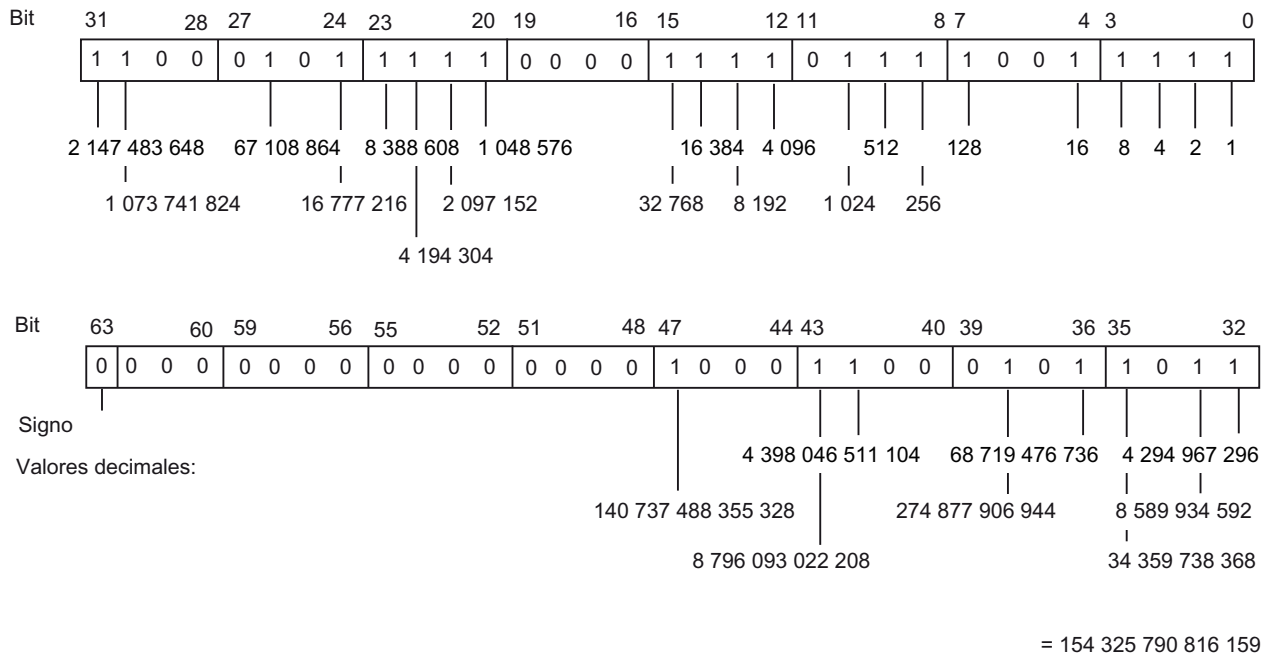 Bit 31 28 27 24 23 20 19 16 15 12 11 8 7 4 3 0
1 1 0 0 0 1 0 1 1 1 1 1 0 0 0 0 1 1 1 1 0 1 1 1 1 0 0 1 1 1 1 1
2 147 483 648 67 108 864 8 388 608 1 048 576 16 384 4 096 512 128 16 8 4 2 1
1 073 741 824 16 777 216 2 097 152 32 768 8 192 1 024 256
4 194 304
Bit 63 60 59 56 55 52 51 48 47 44 43 40 39 36 35 32
0 0 0 0 0 0 0 0 0 0 0 0 0 0 0 0 1 0 0 0 1 1 0 0 0 1 0 1 1 0 1 1
Signo
4 398 046 511 104 68 719 476 736 4 294 967 296
Valores decimales:
140 737 488 355 328 274 877 906 944 8 589 934 592
8 796 093 022 208 34 359 738 368
= 154 325 790 816 159